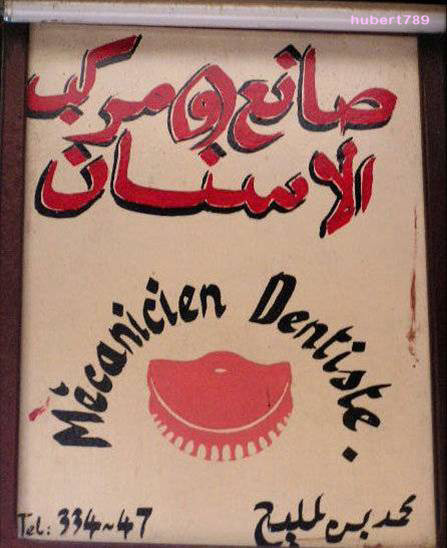 hubert789
صانع (و) مركب
الاسنان
Mécanicien Dentiste.
Tel: 334~47
محمد بن لمليح